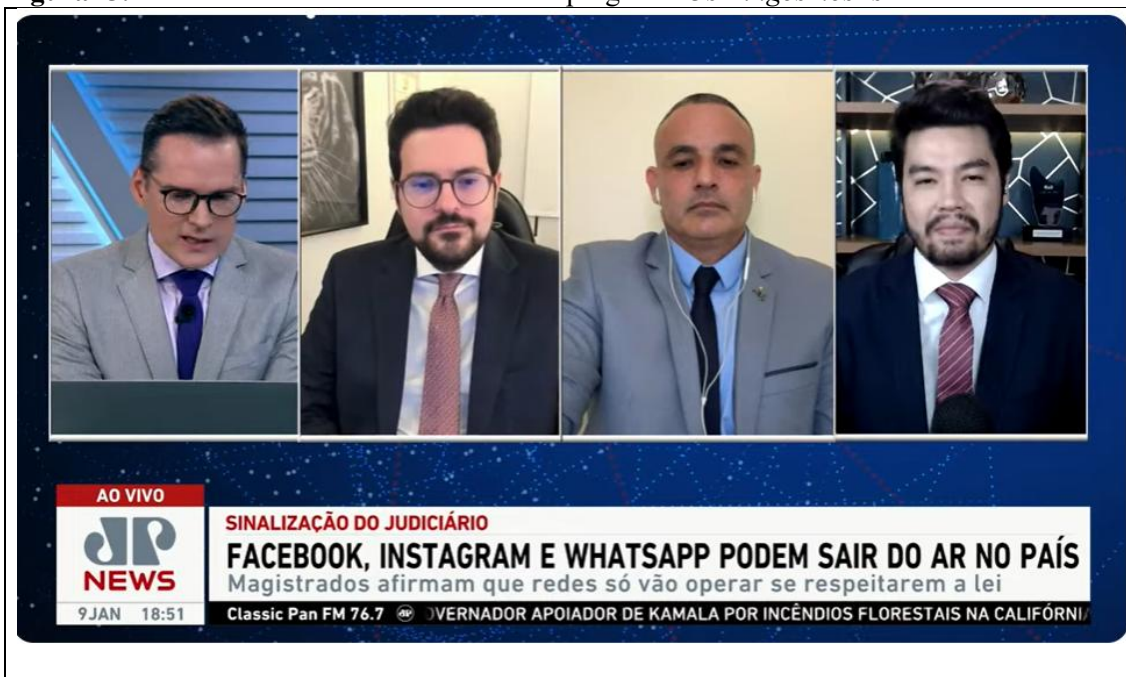 AO VIVO
JP
NEWS
9JAN 18:51
SINALIZAÇÃO DO JUDICIÁRIO
FACEBOOK, INSTAGRAM E WHATSAPP PODEM SAIR DO AR NO PAÍS
Magistrados afirmam que redes só vão operar se respeitarem a lei
Classic Pan FM 76.7 OVERNADOR APOIADOR DE KAMALA POR INCÊNDIOS FLORESTAIS NA CALIFÓRNI